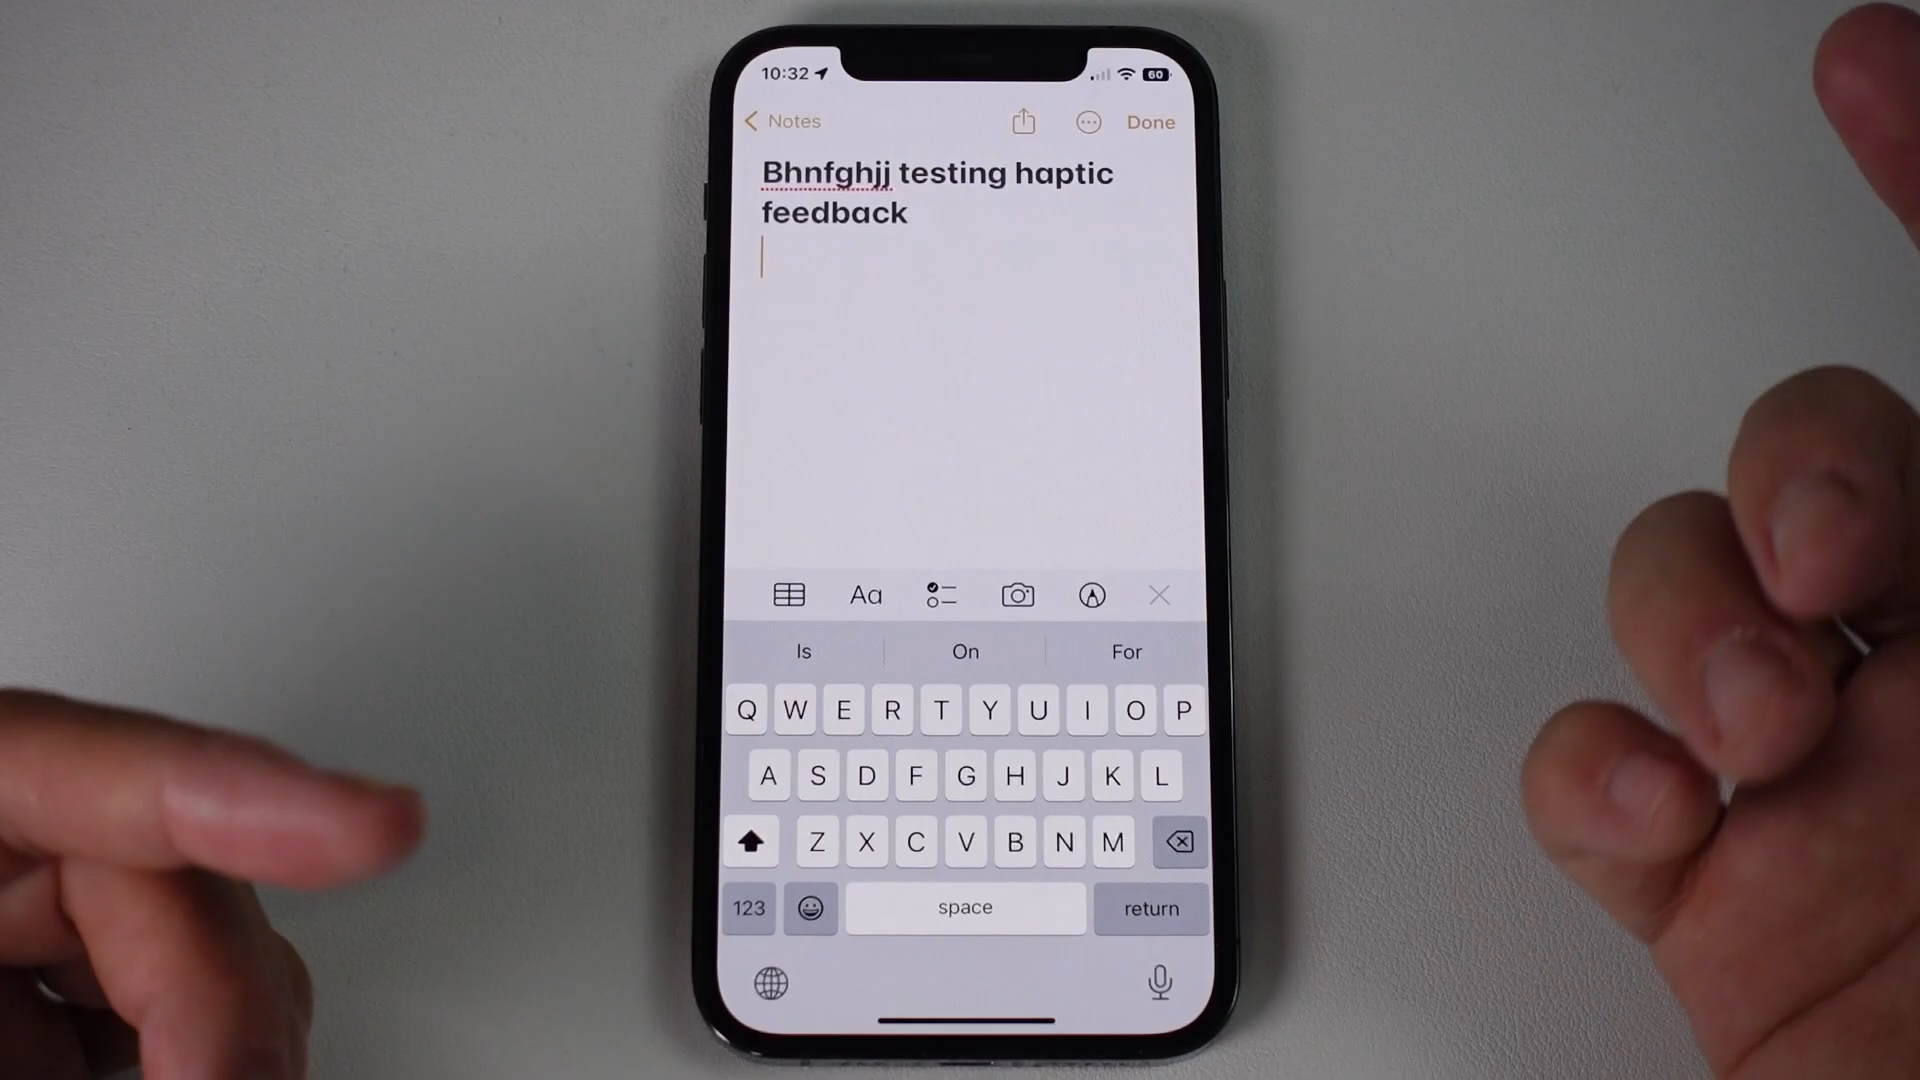 10:32
60
Notes
Done
Bhnfghjj testing haptic
feedback
Aa
Is On For
Q W E R T Y U I O P
A S D F G H J K L
Z X C V B N M
123 space return